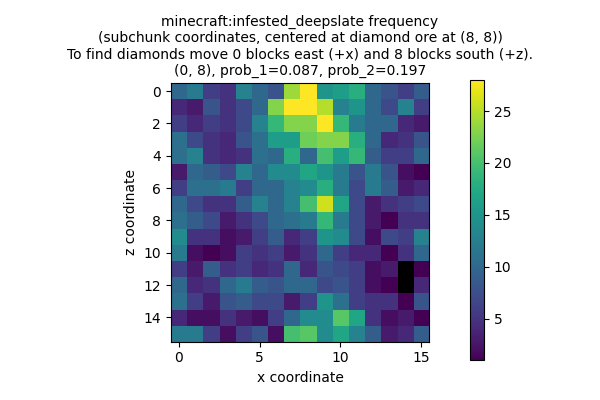 minecraft:infested_deepslate frequency
(subchunk coordinates, centered at diamond ore at (8, 8))
To find diamonds move 0 blocks east (+x) and 8 blocks south (+z).
(0, 8), prob_1=0.087, prob_2=0.197
0
2
4
6
8
10
12
14
z coordinate
0
5
10
15
x coordinate
25
20
15
10
5